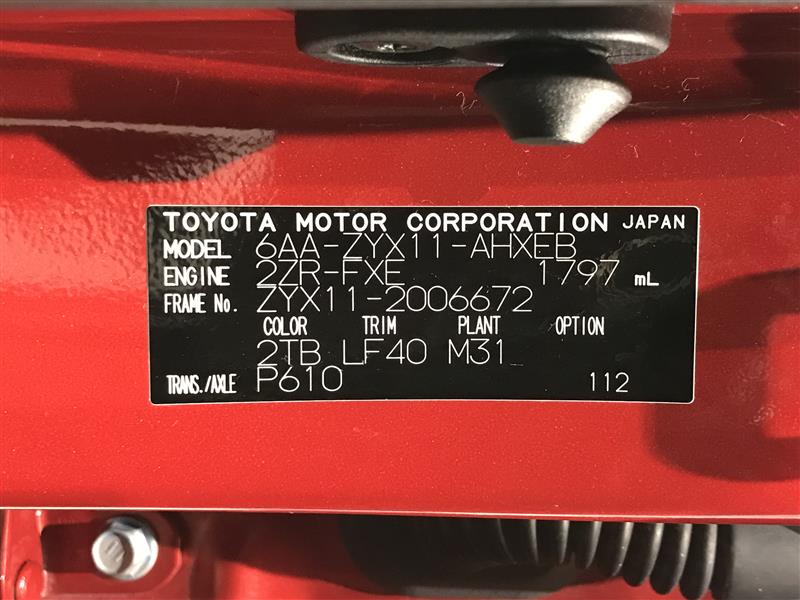 TOYOTA MOTOR CORPORATION JAPAN
MODEL 6AA-ZYX11-AHXEB
ENGINE 2ZR-FXE 1797 mL
FRAME No. ZYX11-2006672
COLOR TRIM PLANT OPTION
2TB LF40 M31
TRANS./AXLE P610 112